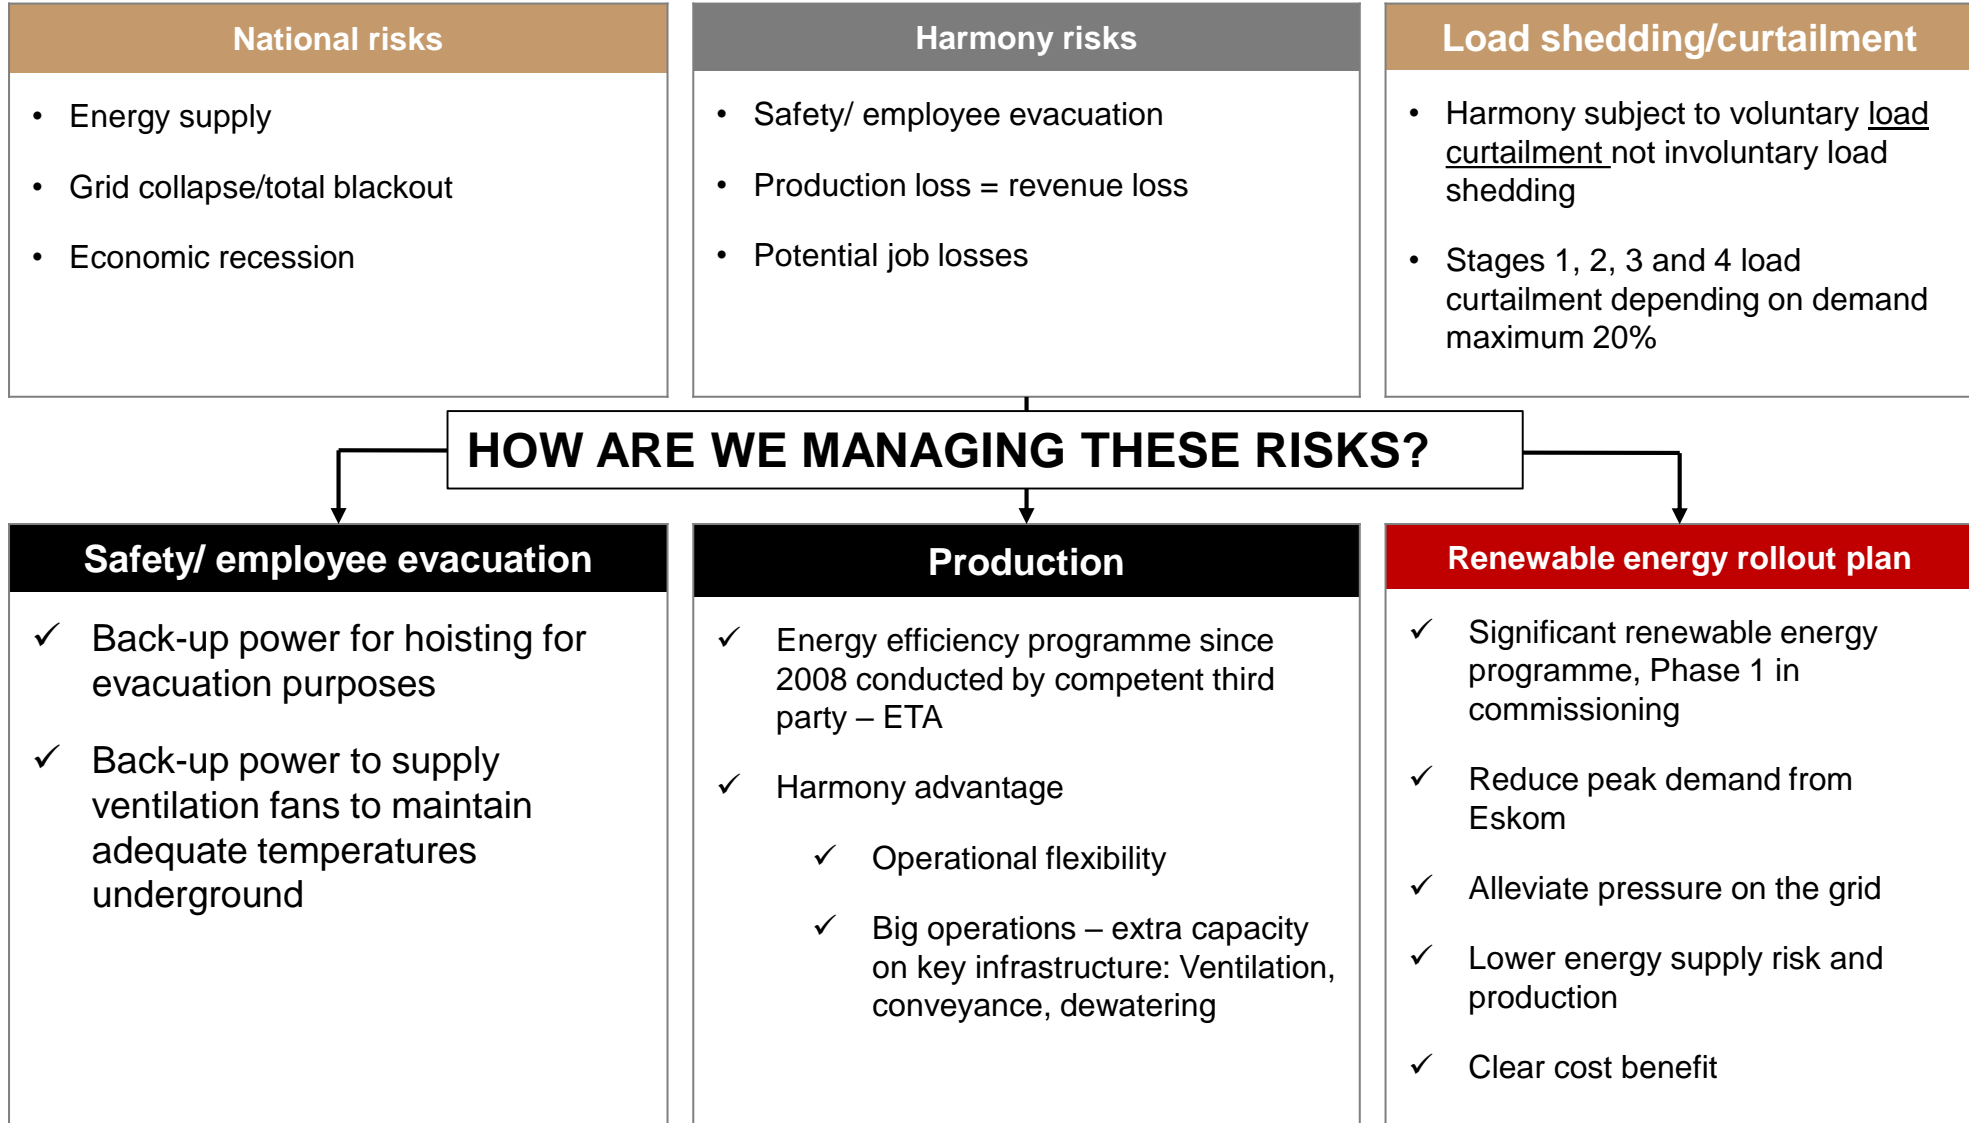 National risks
• Energy supply
• Grid collapse/total blackout
• Economic recession
Harmony risks
• Safety/ employee evacuation
• Production loss = revenue loss
• Potential job losses
Load shedding/curtailment
• Harmony subject to voluntary load
curtailment not involuntary load
shedding
• Stages 1, 2, 3 and 4 load
curtailment depending on demand
maximum 20%
HOW ARE WE MANAGING THESE RISKS?
Safety/ employee evacuation
✓ Back-up power for hoisting for
evacuation purposes
✓ Back-up power to supply
ventilation fans to maintain
adequate temperatures
underground
Production
✓ Energy efficiency programme since
2008 conducted by competent third
party – ETA
✓ Harmony advantage
✓ Operational flexibility
✓ Big operations – extra capacity
on key infrastructure: Ventilation,
conveyance, dewatering
Renewable energy rollout plan
✓ Significant renewable energy
programme, Phase 1 in
commissioning
✓ Reduce peak demand from
Eskom
✓ Alleviate pressure on the grid
✓ Lower energy supply risk and
production
✓ Clear cost benefit